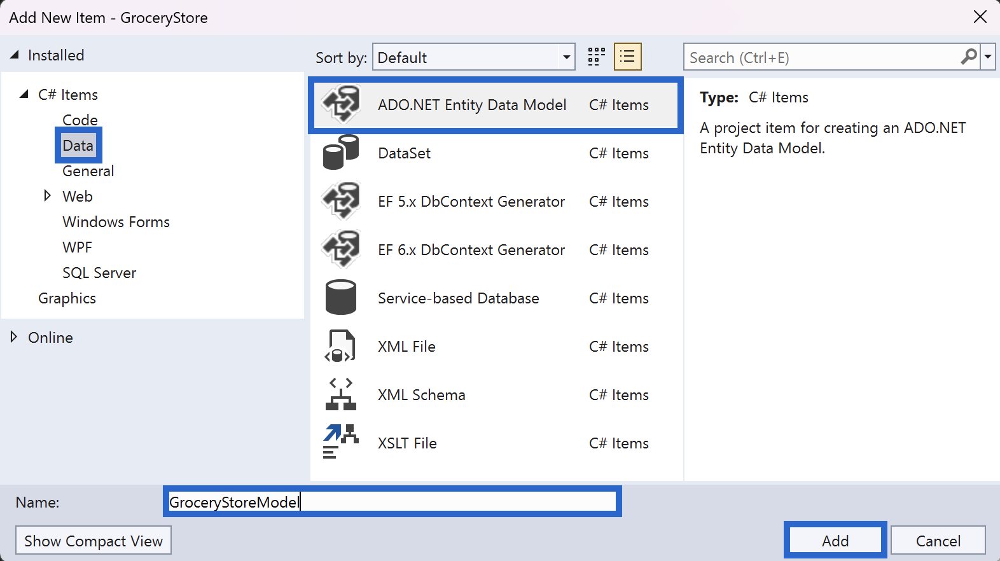 Add New Item - GroceryStore
Installed
Sort by: Default
Search (Ctrl+E)
C# Items
Code
Data
General
Web
Windows Forms
WPF
SQL Server
Graphics
Online
ADO.NET Entity Data Model C# Items
DataSet C# Items
EF 5.x DbContext Generator C# Items
EF 6.x DbContext Generator C# Items
Service-based Database C# Items
XML File C# Items
XML Schema C# Items
XSLT File C# Items
Type: C# Items
A project item for creating an ADO.NET
Entity Data Model.
Name: GroceryStoreModel
Show Compact View
Add
Cancel